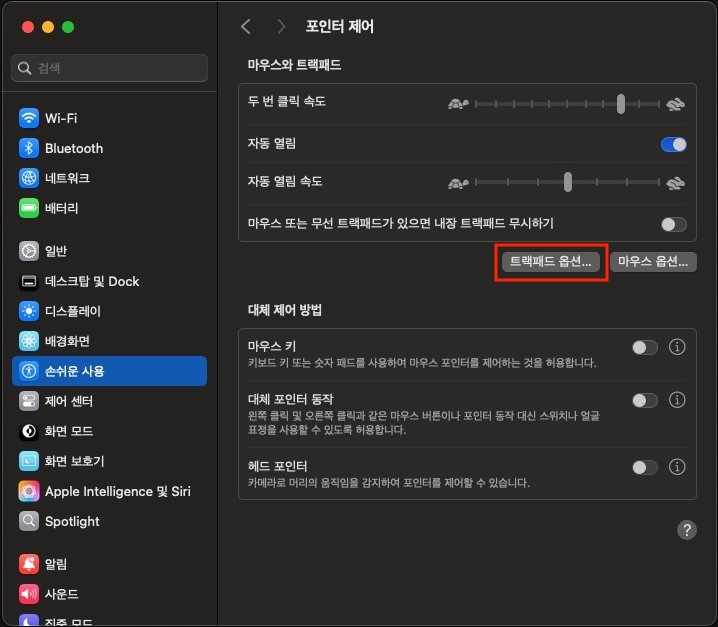 포인터 제어
검색
Wi-Fi
Bluetooth
네트워크
배터리
일반
데스크탑 및 Dock
디스플레이
배경화면
손쉬운 사용
제어 센터
화면 모드
화면 보호기
Apple Intelligence 및 Siri
Spotlight
알림
사운드
집중 모드
마우스와 트랙패드
두 번 클릭 속도
자동 열림
자동 열림 속도
마우스 또는 무선 트랙패드가 있으면 내장 트랙패드 무시하기
트랙패드 옵션...
마우스 옵션...
대체 제어 방법
마우스 키
키보드 키 또는 숫자 패드를 사용하여 마우스 포인터를 제어하는 것을 허용합니다.
대체 포인터 동작
왼쪽 클릭 및 오른쪽 클릭과 같은 마우스 버튼이나 포인터 동작 대신 스위치나 얼굴
표정을 사용할 수 있도록 허용합니다.
헤드 포인터
카메라로 머리의 움직임을 감지하여 포인터를 제어할 수 있습니다.
?